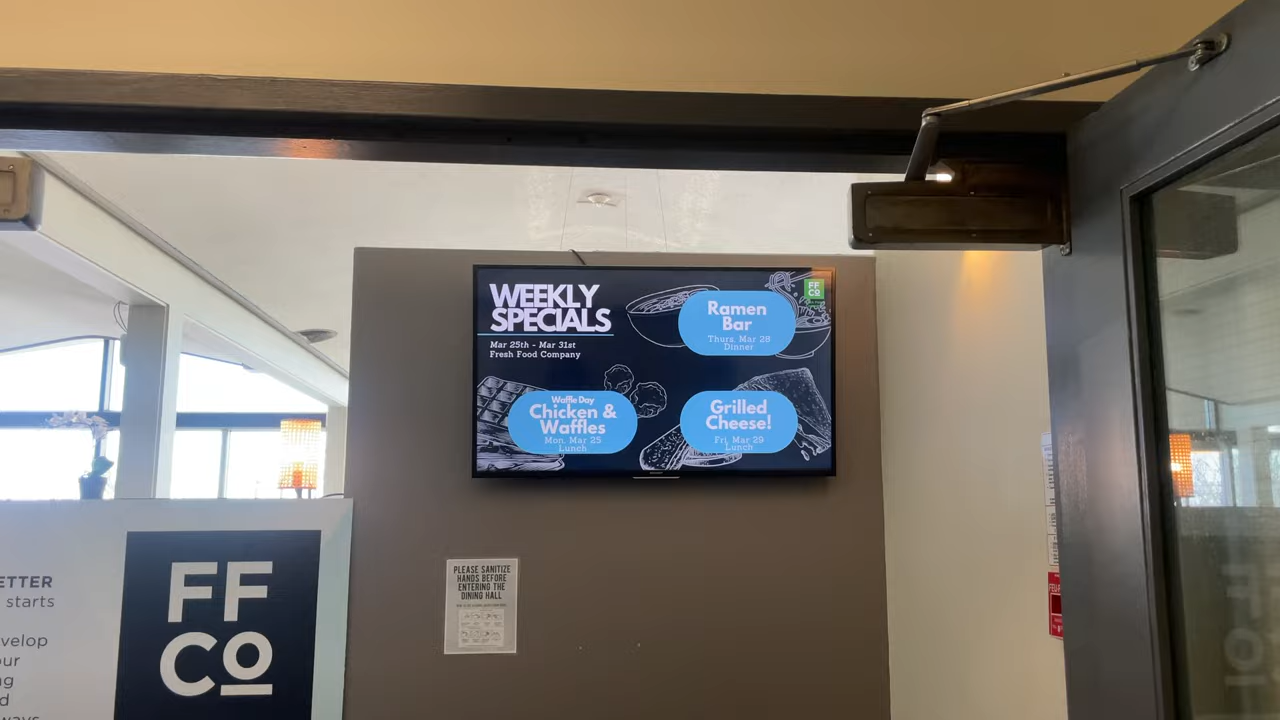 WEEKLY
SPECIALS
Mar 25th - Mar 31st
Fresh Food Company
FF
Co
Ramen
Bar
Thurs, Mar 28
Dinner
Waffle Day
Chicken &
Waffles
Mon, Mar 25
Lunch
Grilled
Cheese!
Fri, Mar 29
Lunch
PLEASE SANITIZE
HANDS BEFORE
ENTERING THE
DINING HALL
ETTER
starts
velop
our
ng
d
ways
FF
Co